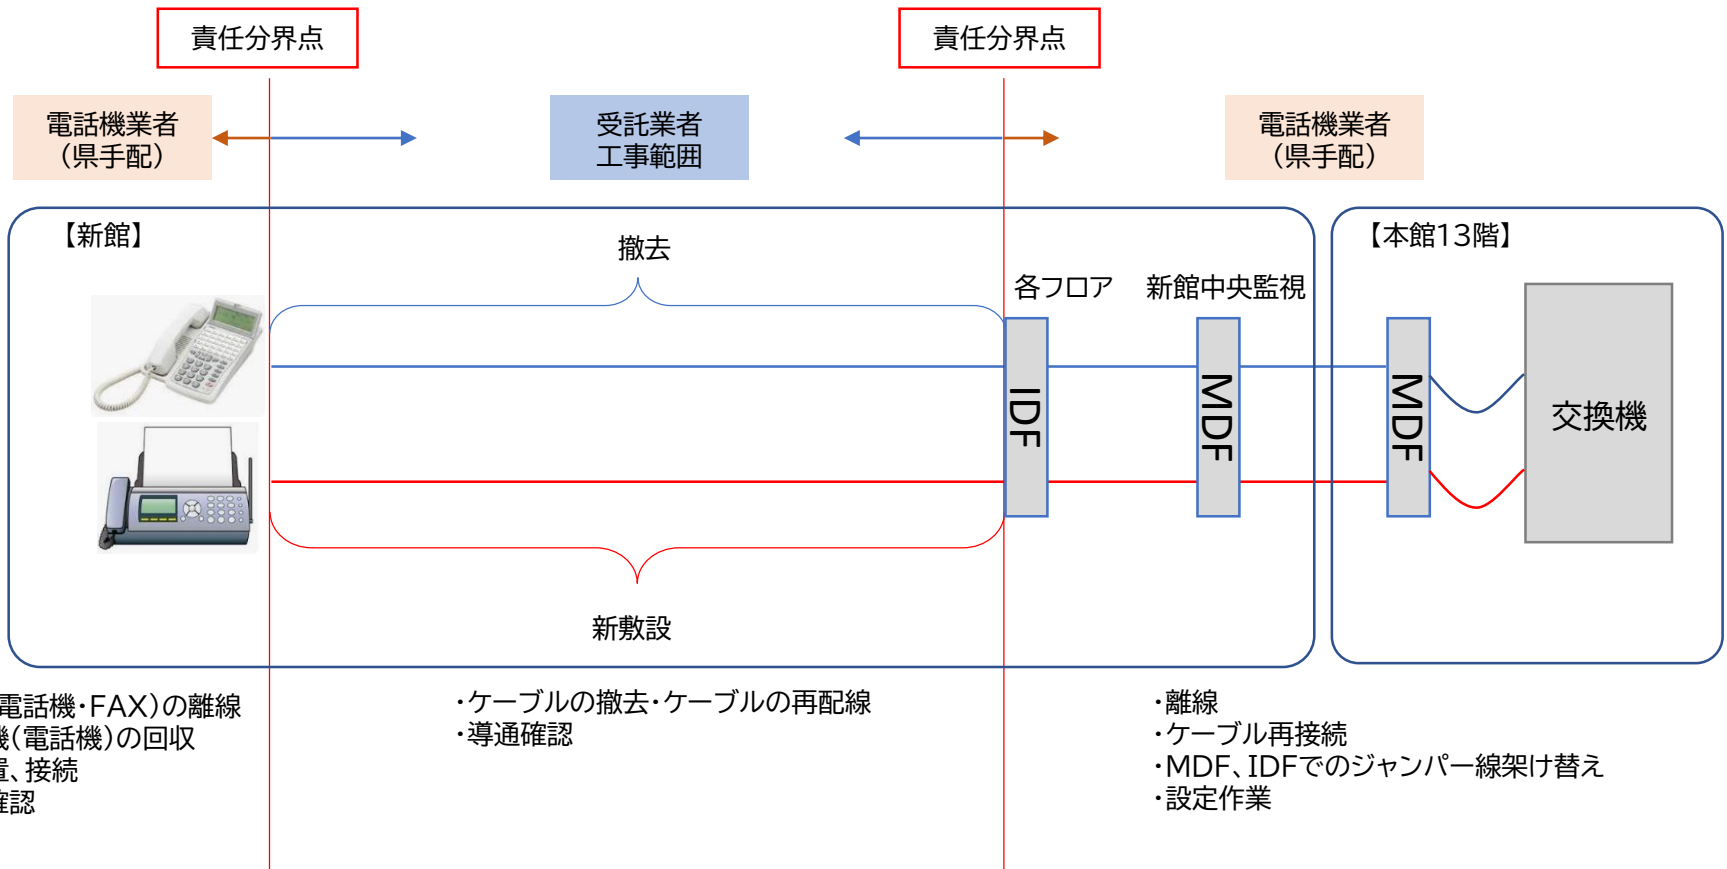 責任分界点
責任分界点
電話機業者
（県手配）
受託業者
工事範囲
電話機業者
（県手配）
【新館】
【本館13階】
撤去
各フロア
新館中央監視
IDF
MDF
MDF
交換機
新敷設
電話機・FAX）の離線
機（電話機）の回収
置、接続
確認
・ケーブルの撤去・ケーブルの再配線
・導通確認
・離線
・ケーブル再接続
・MDF、IDFでのジャンパー線架け替え
・設定作業